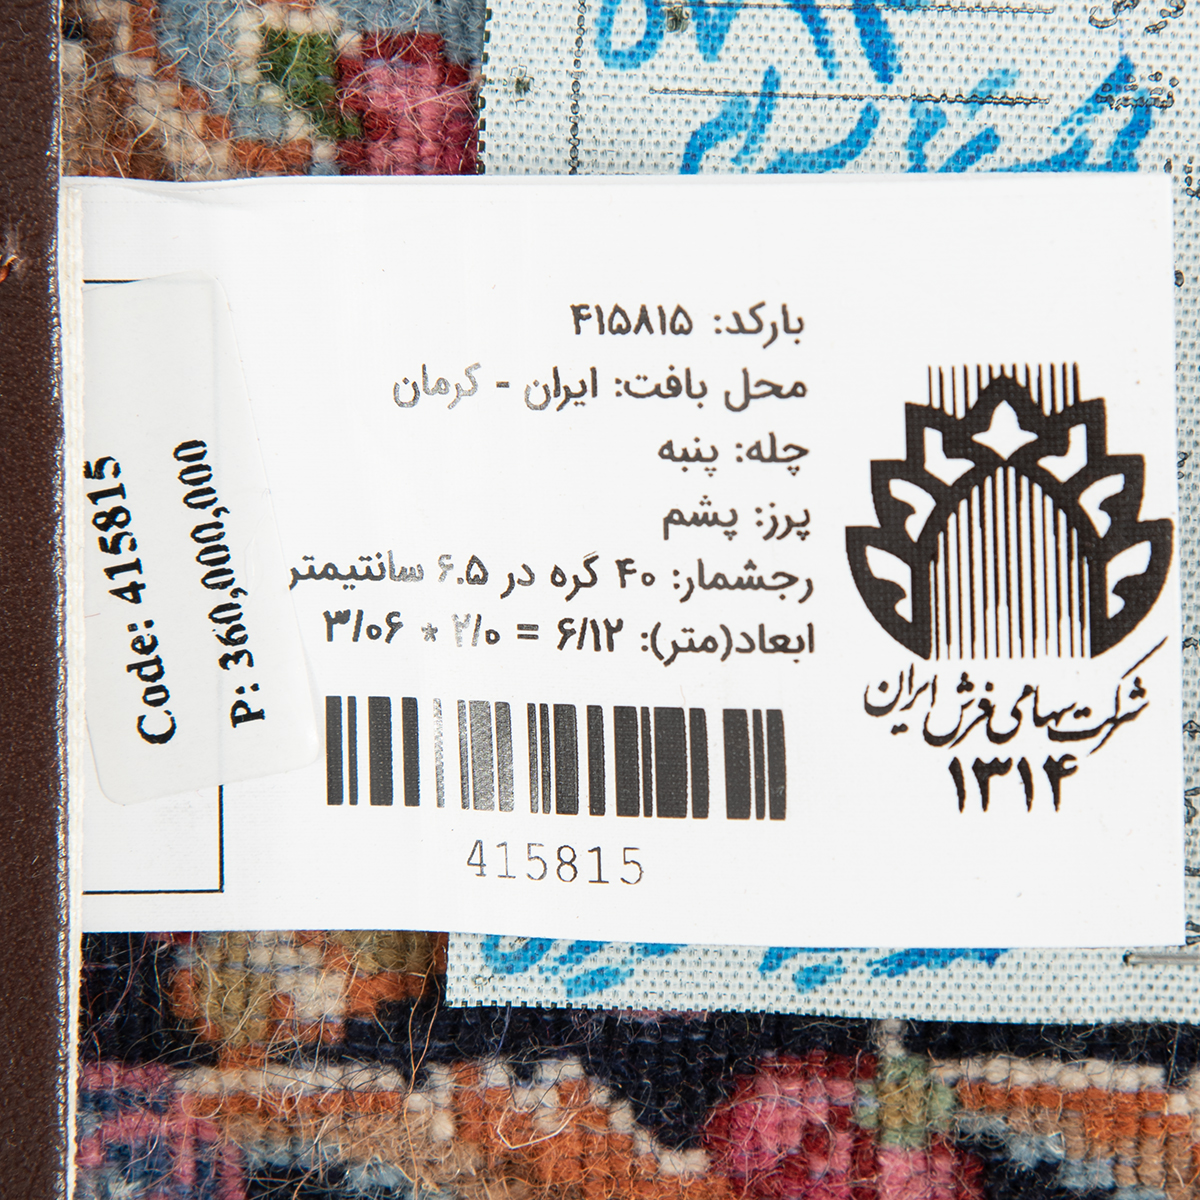 بارکد: ۴۱۵۸۱۵
محل بافت: ایران - کرمان
چله: پنبه
پرز: پشم
رجشمار: ۴۰ گره در ۶.۵ سانتیمتر
ابعاد(متر): ۶/۱۲ = ۲/۰ * ۳/۰۶
415815
شرکت سهامی فرش ایران
۱۳۱۴
Code: 415815
P: 360,000,000